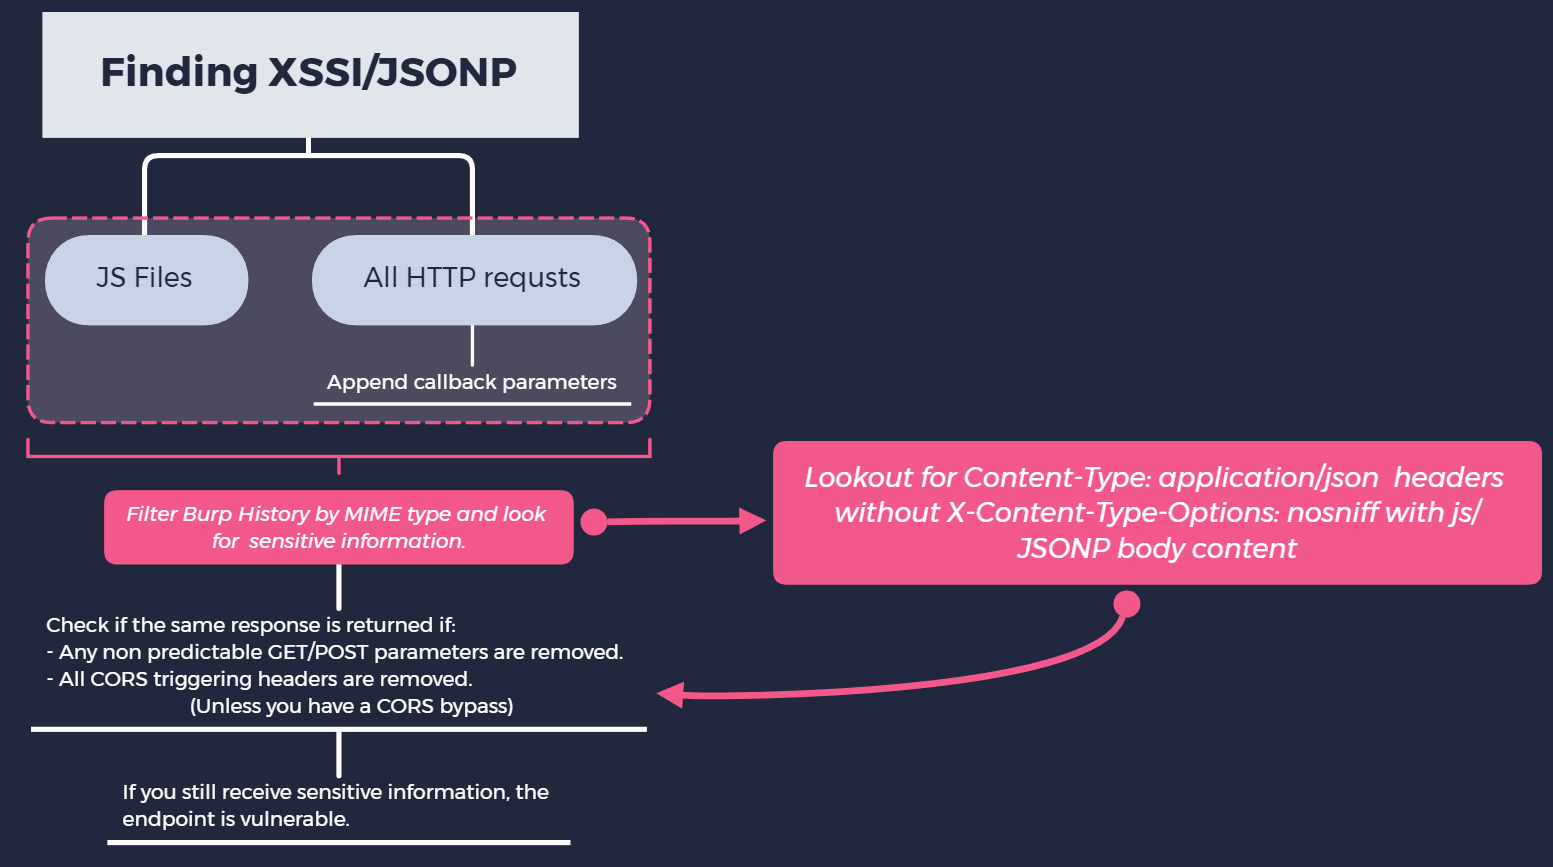 Finding XSSI/JSONP
JS Files
All HTTP requsts
Append callback parameters
Filter Burp History by MIME type and look
for sensitive information.
Lookout for Content-Type: application/json headers
without X-Content-Type-Options: nosniff with js/
JSONP body content
Check if the same response is returned if:
- Any non predictable GET/POST parameters are removed.
- All CORS triggering headers are removed.
(Unless you have a CORS bypass)
If you still receive sensitive information, the
endpoint is vulnerable.